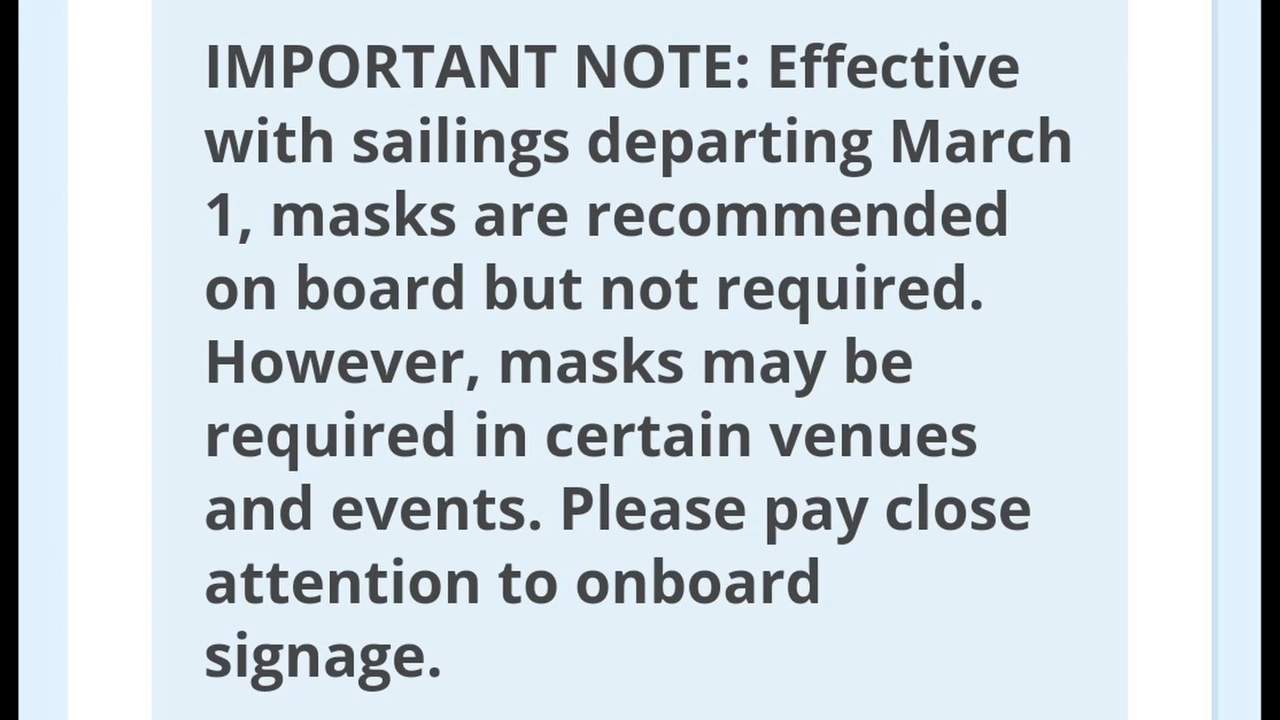 IMPORTANT NOTE: Effective
with sailings departing March
1, masks are recommended
on board but not required.
However, masks may be
required in certain venues
and events. Please pay close
attention to onboard
signage.